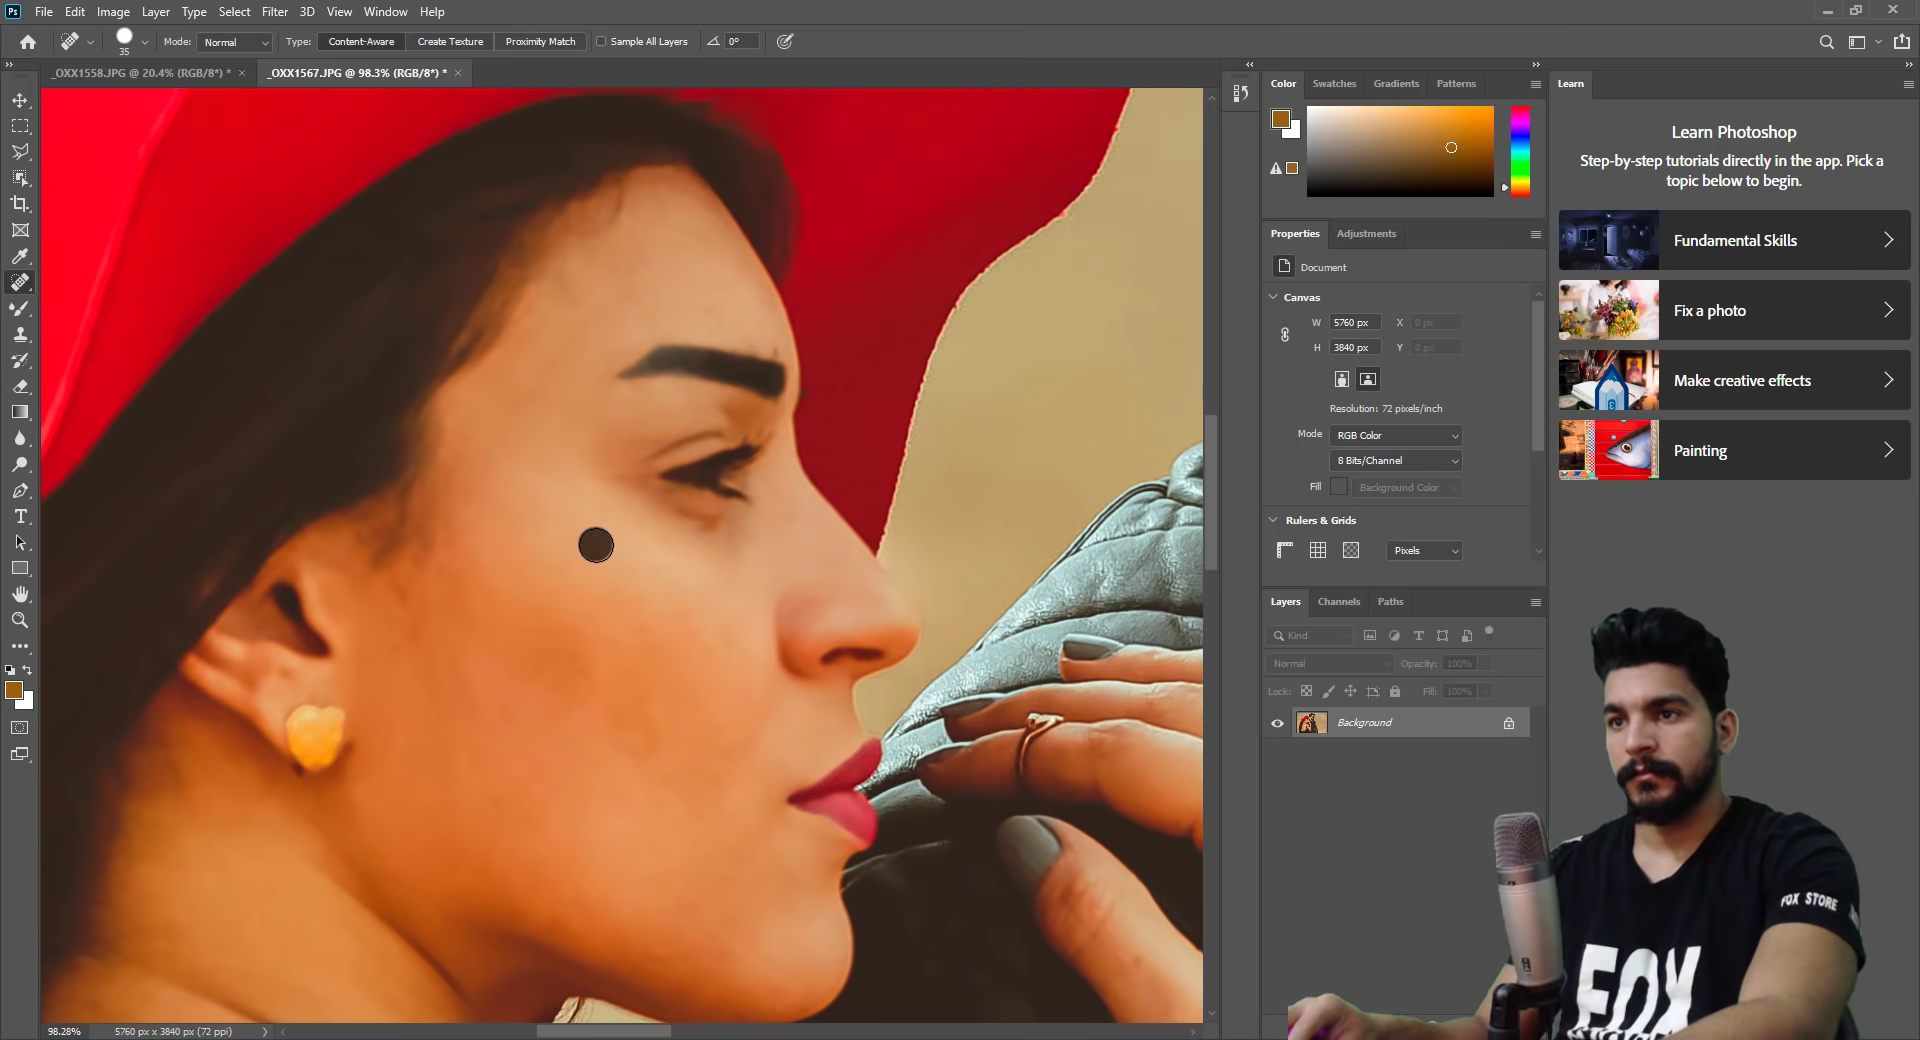 Ps File Edit Image Layer Type Select Filter 3D View Window Help
35 Mode: Normal Type: Content-Aware Create Texture Proximity Match Sample All Layers 0°
_OXX1558.JPG @ 20.4% (RGB/8*) * × _OXX1567.JPG @ 98.3% (RGB/8*) * ×
Color Swatches Gradients Patterns
Properties Adjustments
Document
Canvas
W 5760 px X 0 px
H 3840 px Y 0 px
Resolution: 72 pixels/inch
Mode RGB Color
8 Bits/Channel
Fill Background Color
Rulers & Grids
Pixels
Layers Channels Paths
Kind
Normal Opacity: 100%
Lock: Fill: 100%
Background
Learn
Learn Photoshop
Step-by-step tutorials directly in the app. Pick a
topic below to begin.
Fundamental Skills
Fix a photo
Make creative effects
Painting
T
FOX STORE
FOX
98.28% 5760 px x 3840 px (72 ppi)